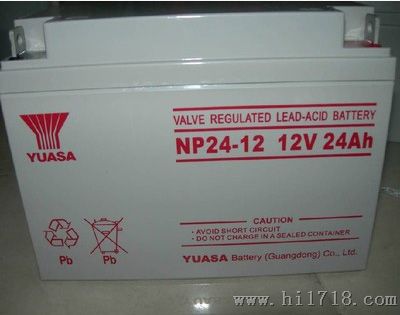 VALVE REGULATED LEAD-ACID BATTERY
YUASA
NP24-12 12V 24Ah
CAUTION
• AVOID SHORT CIRCUIT
• DO NOT CHARGE IN A SEALED CONTAINER
Pb Pb
YUASA Battery (Guangdong) Co., Ltd.
www.hi1718.com